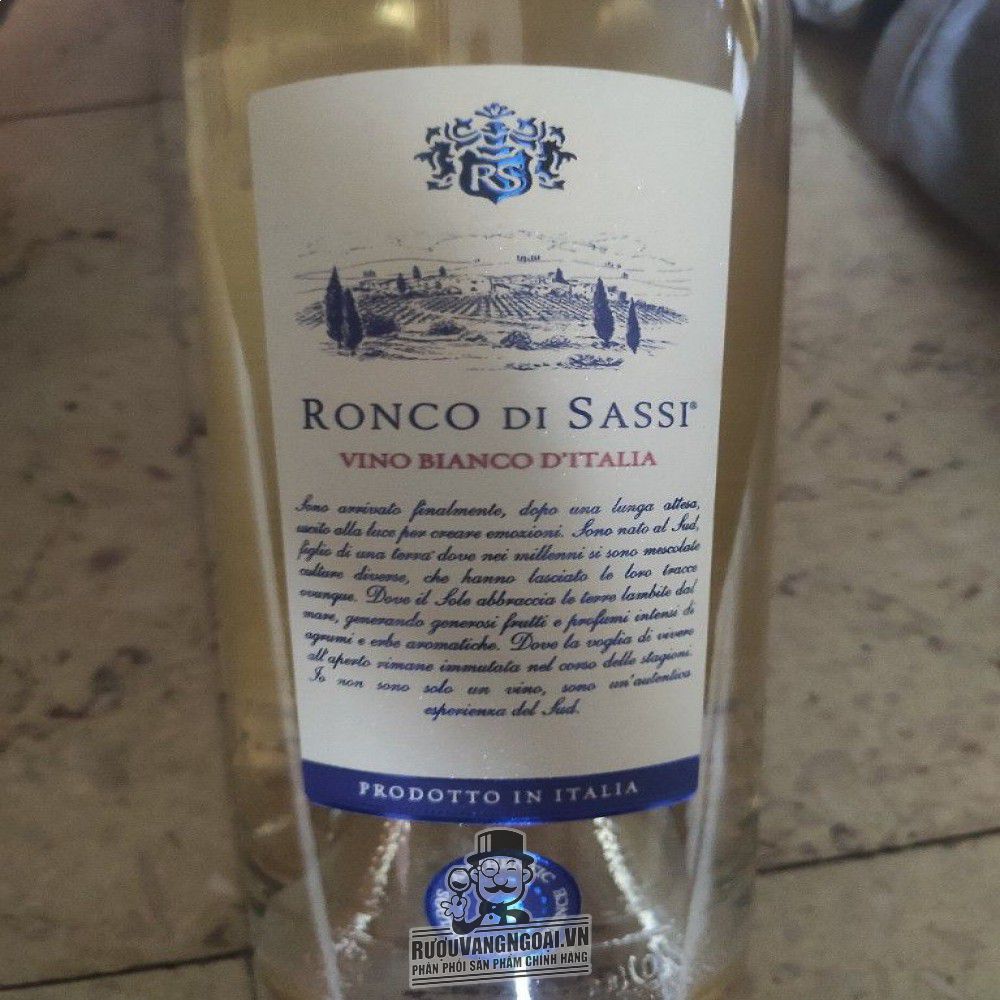 RS
RONCO DI SASSI®
VINO BIANCO D'ITALIA
Sono arrivato finalmente, dopo una lunga attesa,
uscito alla luce per creare emozioni. Sono nato al Sud,
figlio di una terra dove nei millenni si sono mescolate
culture diverse, che hanno lasciato le loro tracce
ovunque. Dove il Sole abbraccia le terre lambite dal
mare, generando generosi frutti e profumi intensi di
agrumi e erbe aromatiche. Dove la voglia di vivere
all'aperto rimane immutata nel corso delle stagioni.
Io non sono solo un vino, sono un'autentica
esperienza del Sud.
PRODOTTO IN ITALIA
RƯỢUVANGNGOẠI.VN
PHÂN PHỐI SẢN PHẨM CHÍNH HÃNG